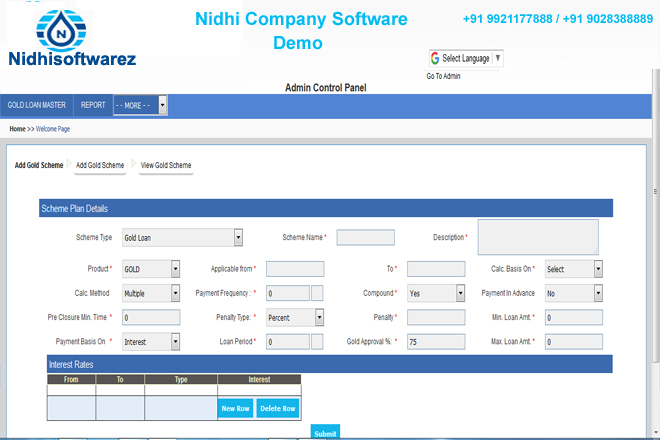 Nidhi Company Software
Demo
+91 9921177888 / +91 9028388889
Nidhisoftwarez
Select Language
Go To Admin
Admin Control Panel
GOLD LOAN MASTER REPORT - - MORE - -
Home >> Welcome Page
Add Gold Scheme Add Gold Scheme View Gold Scheme
Scheme Plan Details
Scheme Type Gold Loan Scheme Name * Description *
Product * GOLD Applicable from * To * Calc. Basis On * Select
Calc. Method Multiple Payment Frequency : * 0 Compound * Yes Payment In Advance No
Pre Closure Min. Time * 0 Penalty Type: * Percent Penalty * Min. Loan Amt. * 0
Payment Basis On * Interest Loan Period * 0 Gold Approval %. * 75 Max. Loan Amt. * 0
Interest Rates
From To Type Interest
New Row Delete Row
Submit